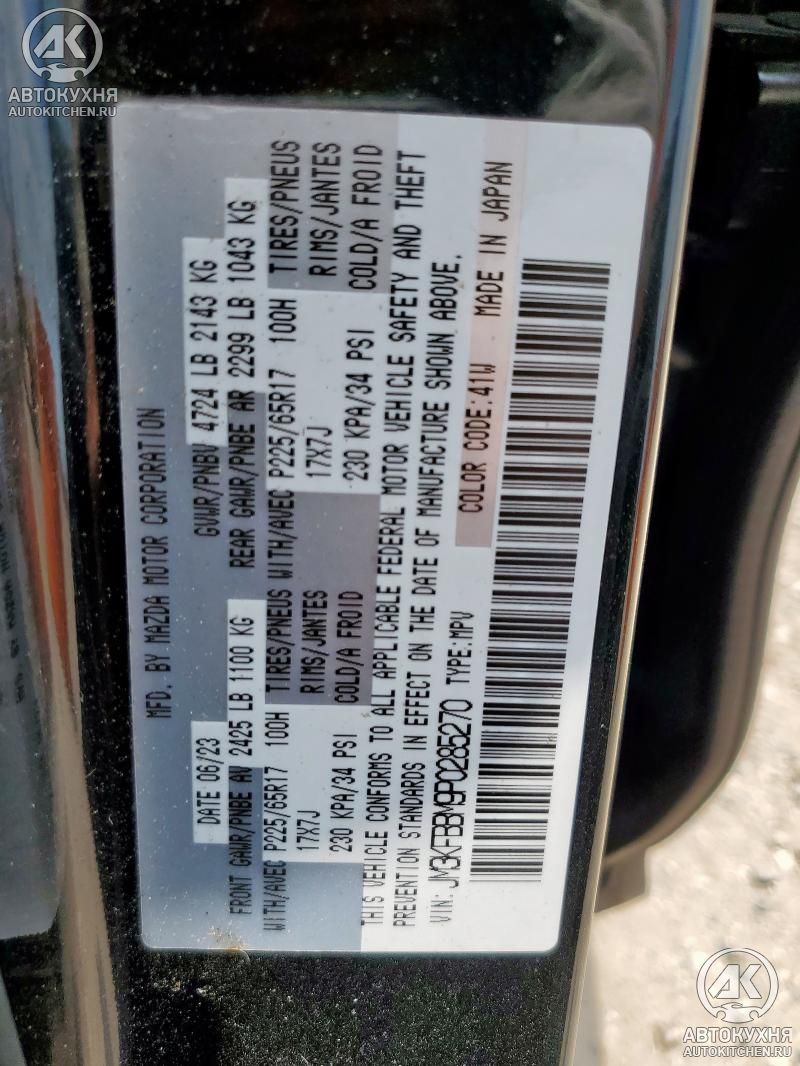 AK
АВТОКУХНЯ
AUTOKITCHEN.RU
MFD. BY MAZDA MOTOR CORPORATION
DATE 06/23 GVWR/PNBV 4724 LB 2143 KG
FRONT GAWR/PNBE AV 2425 LB 1100 KG REAR GAWR/PNBE AR 2299 LB 1043 KG
WITH/AVEC P225/65R17 100H TIRES/PNEUS WITH/AVEC P225/65R17 100H TIRES/PNEUS
17X7J RIMS/JANTES 17X7J RIMS/JANTES
230 KPA/34 PSI COLD/A FROID 230 KPA/34 PSI COLD/A FROID
THIS VEHICLE CONFORMS TO ALL APPLICABLE FEDERAL MOTOR VEHICLE SAFETY AND THEFT
PREVENTION STANDARDS IN EFFECT ON THE DATE OF MANUFACTURE SHOWN ABOVE.
VIN: JM3KFBBM9P0285270 TYPE: MPV COLOR CODE: 41W MADE IN JAPAN
AK
АВТОКУХНЯ
AUTOKITCHEN.RU